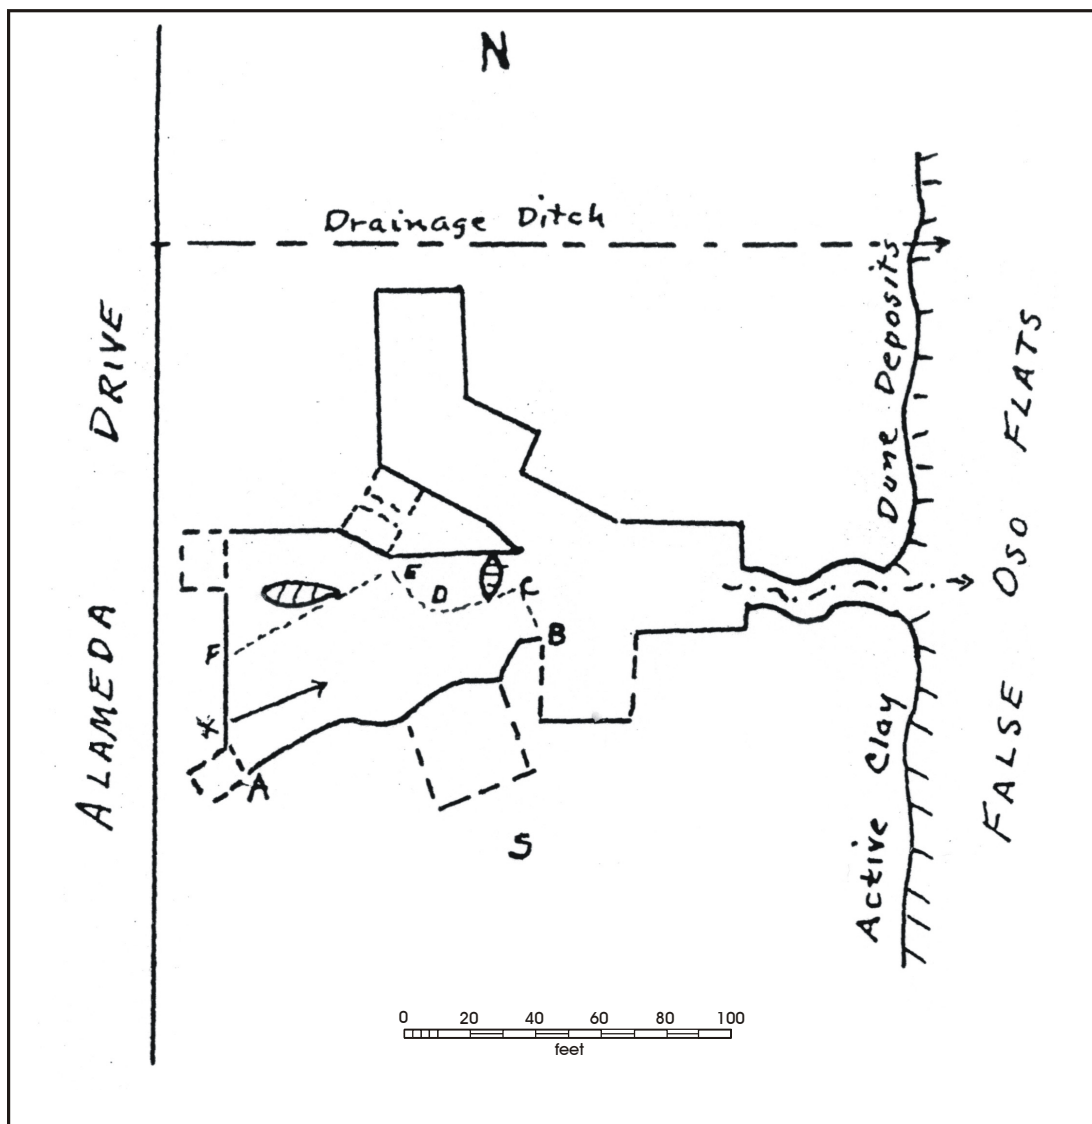 N
Drainage Ditch
ALAMEDA DRIVE
Dune Deposits
FALSE OSO FLATS
E
D
C
B
F
X
A
S
Active Clay
0 20 40 60 80 100
feet